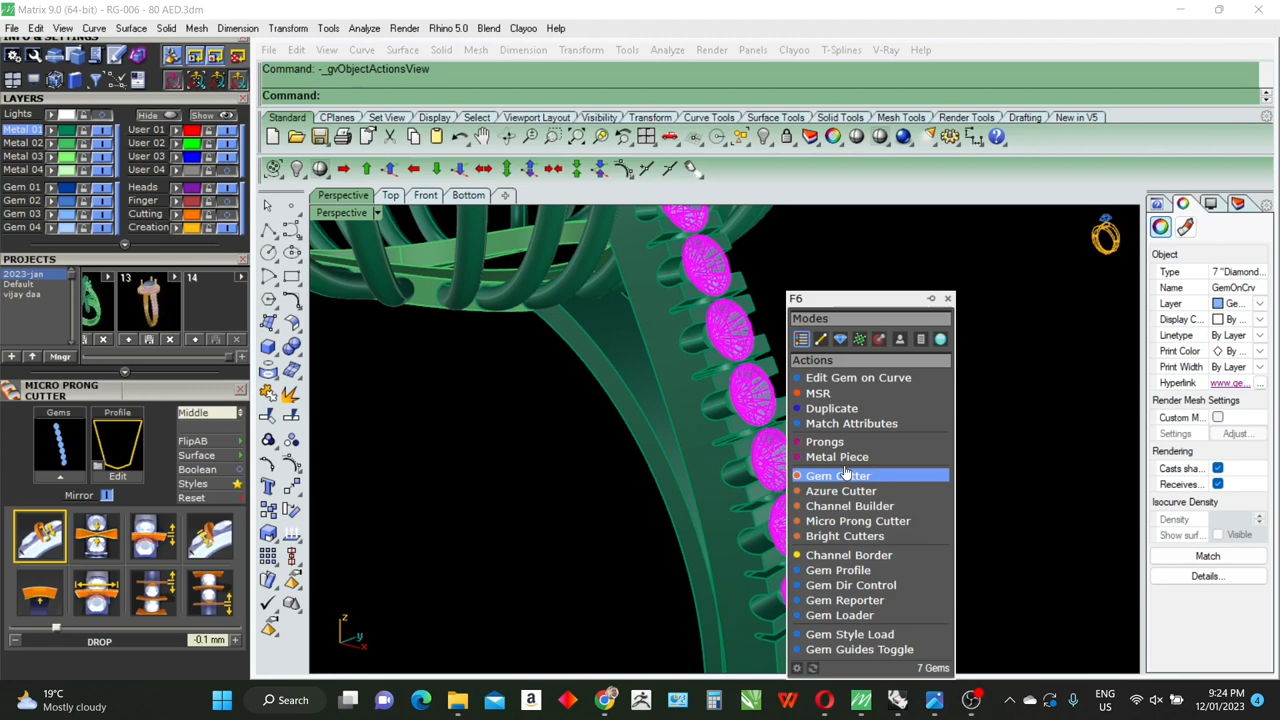 Matrix 9.0 (64-bit) - RG-006 - 80 AED.3dm
File Edit View Curve Surface Solid Mesh Dimension Transform Tools Analyze Render Rhino 5.0 Blend Clayoo Help
INFO & SETTINGS
File Edit View Curve Surface Solid Mesh Dimension Transform Tools Analyze Render Panels Clayoo T-Splines V-Ray Help
Command: -_gvObjectActionsView
Command:
Standard CPlanes Set View Display Select Viewport Layout Visibility Transform Curve Tools Surface Tools Solid Tools Mesh Tools Render Tools Drafting New in V5
LAYERS
Lights Hide Show
Metal 01 User 01
Metal 02 User 02
Metal 03 User 03
Metal 04 User 04
Gem 01 Heads
Gem 02 Finger
Gem 03 Cutting
Gem 04 Creation
PROJECTS
2023-jan
Default
vijay daa
13 14
Mngr
MICRO PRONG CUTTER
Gems Profile Middle
FlipAB
Surface
Boolean
Edit Styles
Mirror Reset
DROP -0.1 mm
Perspective Top Front Bottom
Perspective
z
y
x
F6
Modes
Actions
Edit Gem on Curve
MSR
Duplicate
Match Attributes
Prongs
Metal Piece
Gem Cutter
Azure Cutter
Channel Builder
Micro Prong Cutter
Bright Cutters
Channel Border
Gem Profile
Gem Dir Control
Gem Reporter
Gem Loader
Gem Style Load
Gem Guides Toggle
7 Gems
Object
Type 7 "Diamond...
Name GemOnCrv
Layer Ge...
Display C... By ...
Linetype By Layer
Print Color By ...
Print Width By Layer
Hyperlink www.ge... ...
Render Mesh Settings
Custom M...
Settings Adjust...
Rendering
Casts sha...
Receives...
Isocurve Density
Density
Show surf... Visible
Match
Details...
19°C
Mostly cloudy
Search
ENG
US
9:24 PM
12/01/2023
4